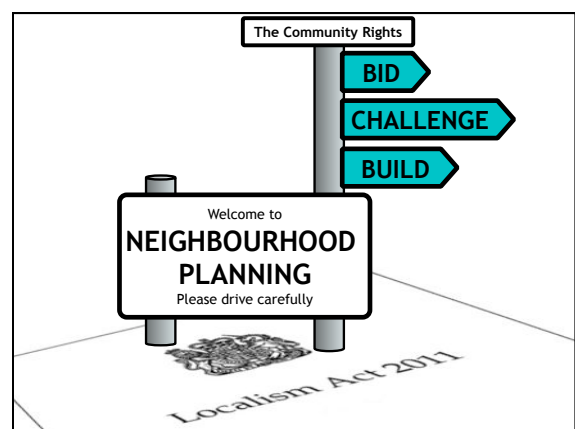 The Community Rights
BID
CHALLENGE
BUILD
Welcome to
NEIGHBOURHOOD
PLANNING
Please drive carefully
Localism Act 2011